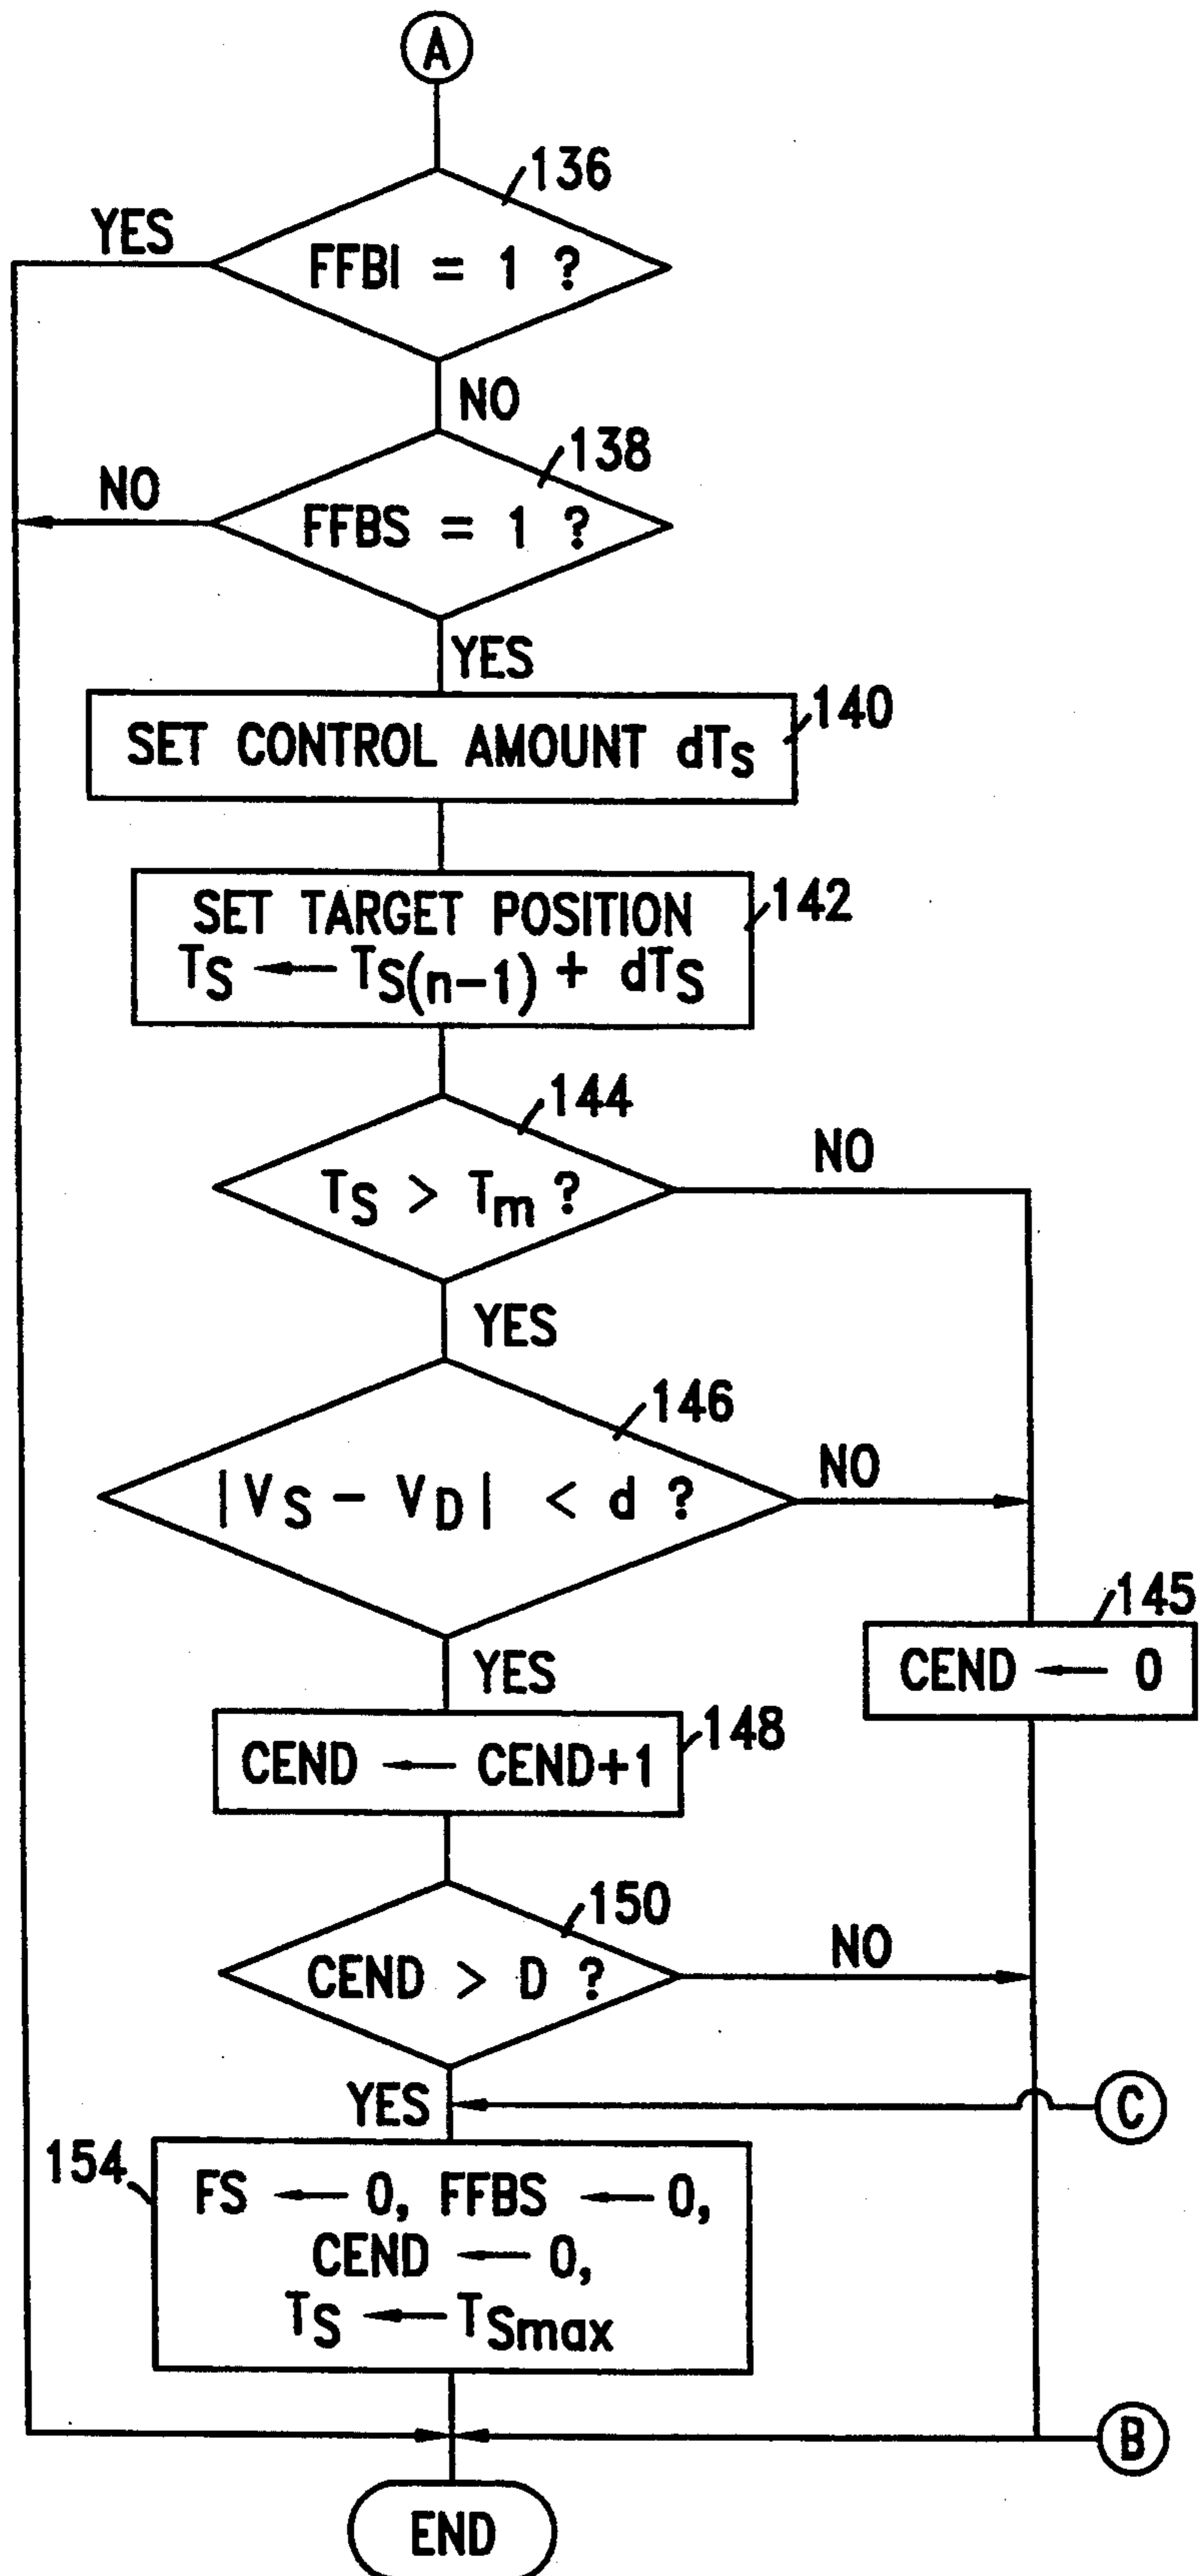 A
136
YES
FFBI = 1 ?
NO
138
NO
FFBS = 1 ?
YES
140
SET CONTROL AMOUNT dTS
142
SET TARGET POSITION
TS ← TS(n-1) + dTS
144
NO
TS > Tm ?
YES
146
NO
|VS - VD| < d ?
145
YES
CEND ← 0
148
CEND ← CEND+1
150
NO
CEND > D ?
YES
C
154
FS ← 0, FFBS ← 0,
CEND ← 0,
TS ← TSmax
B
END